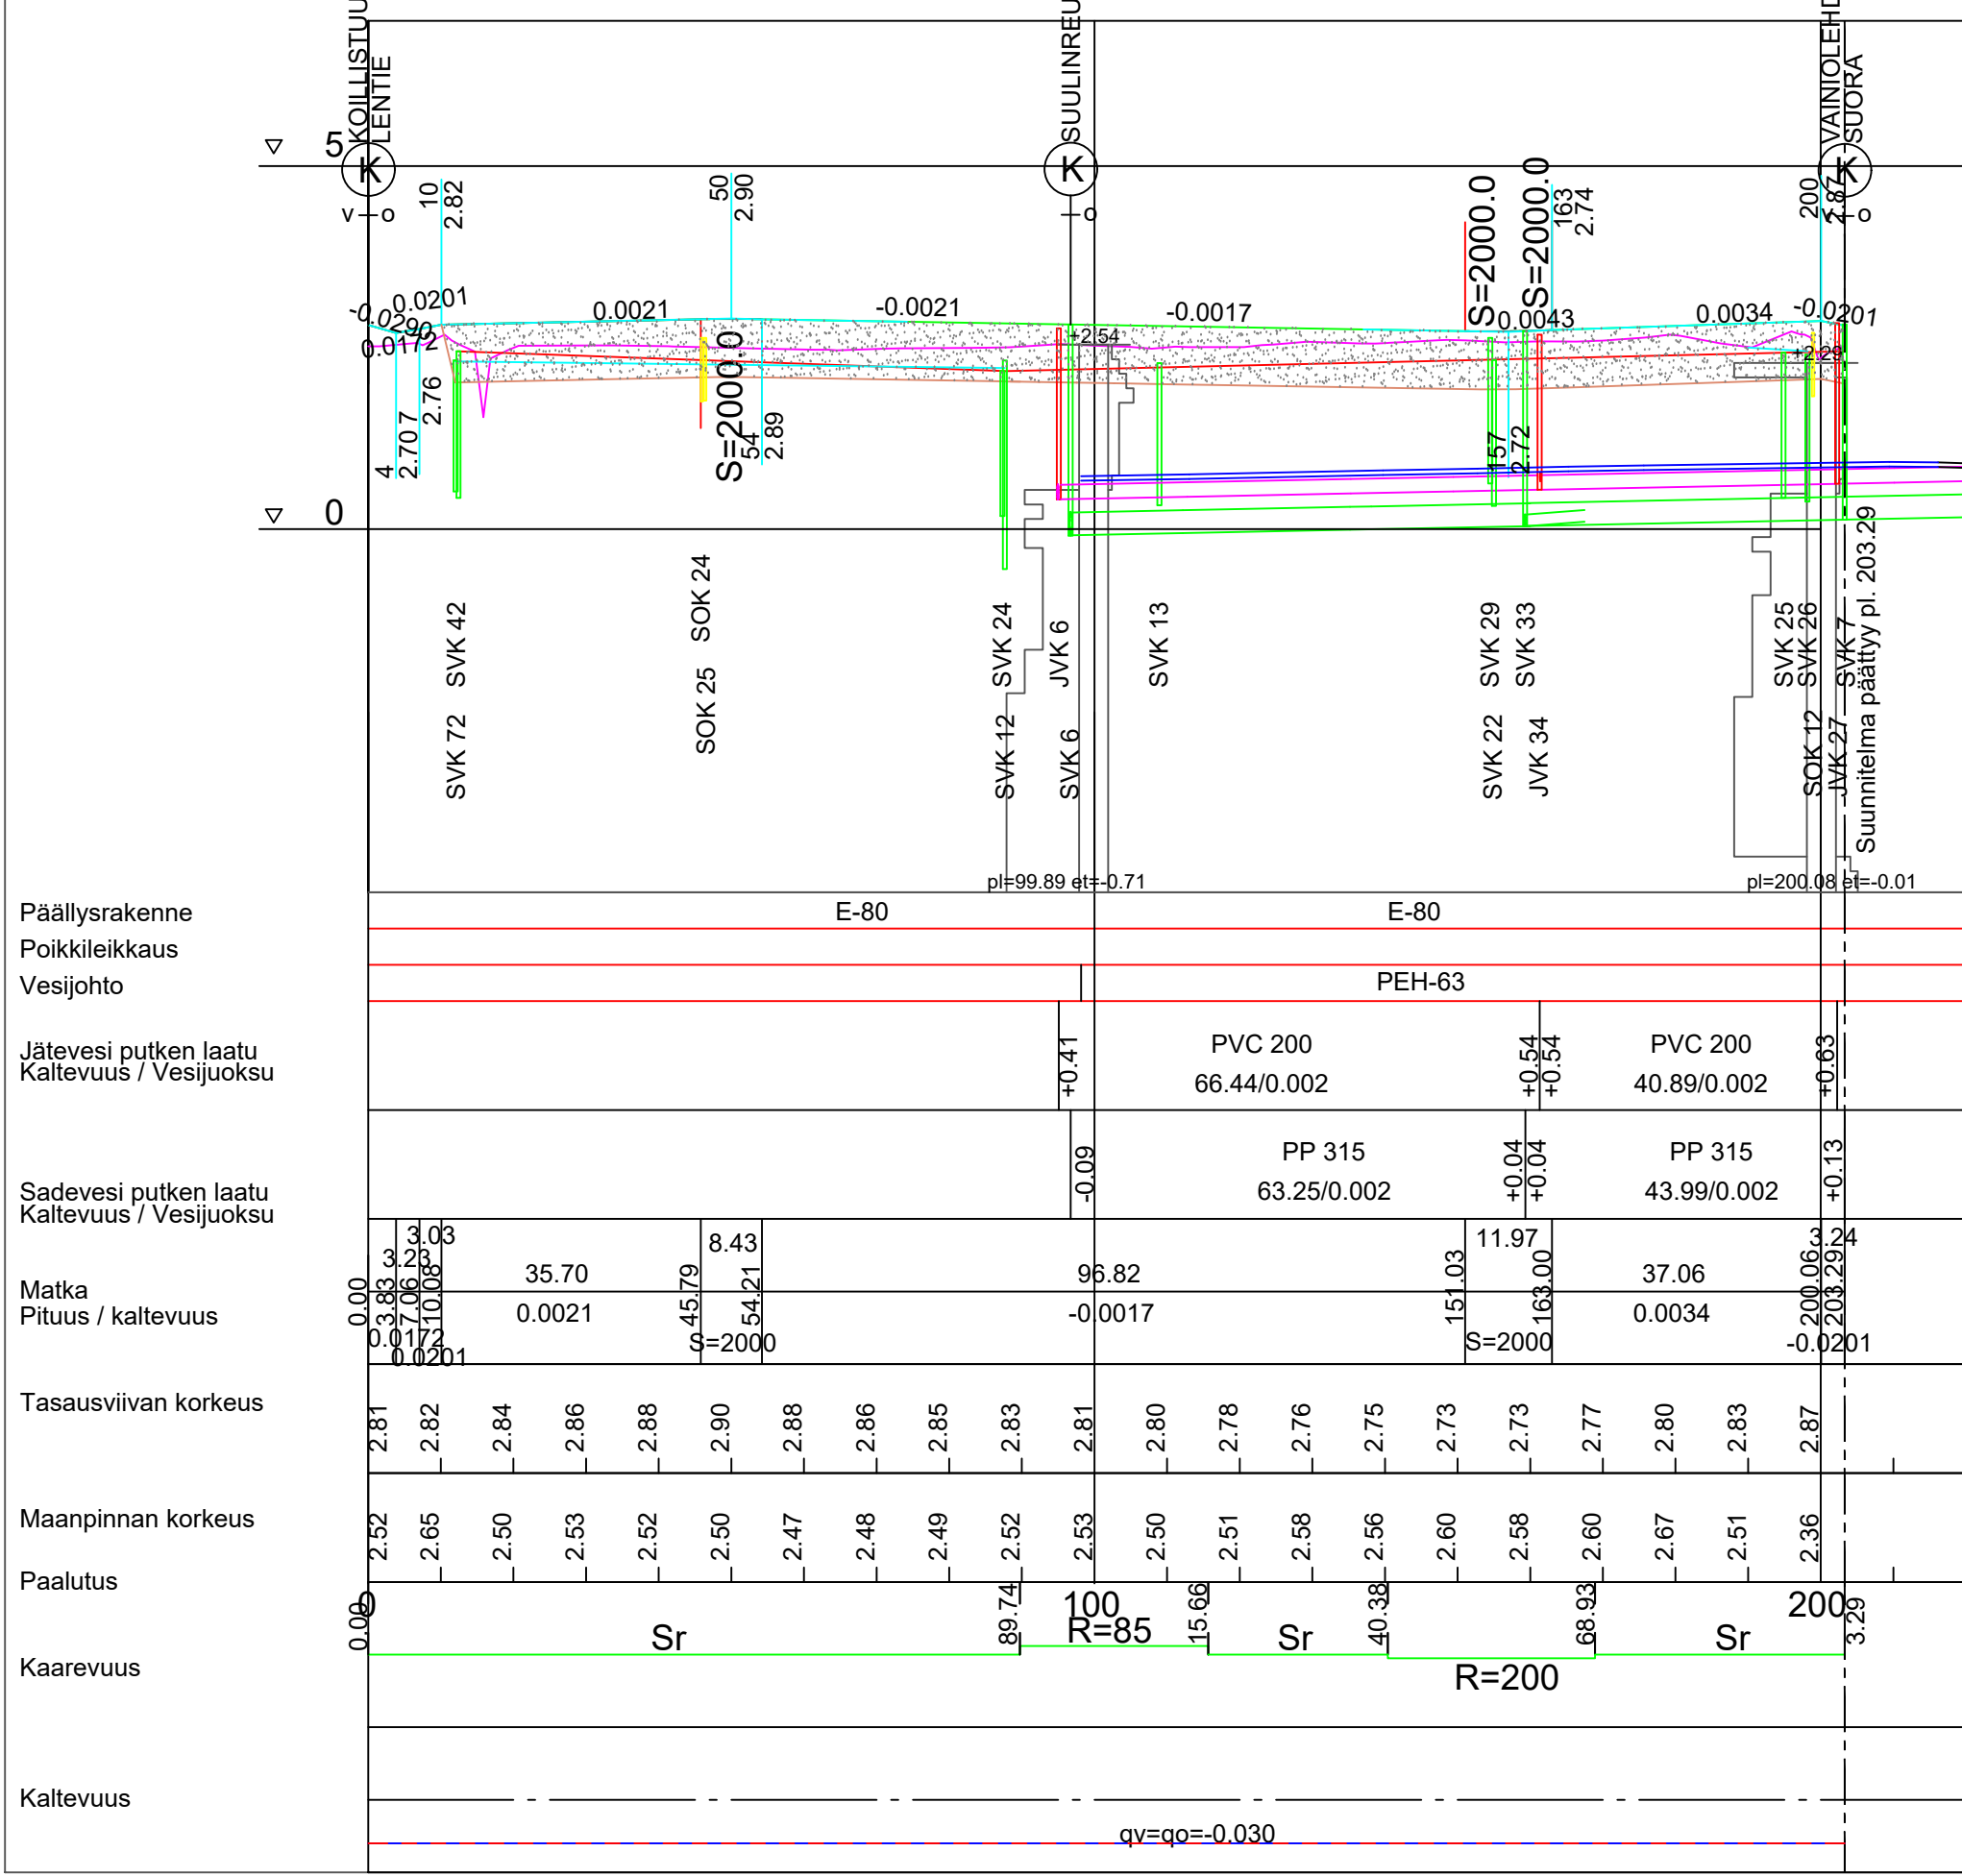 KOILLISTUU
LENTIE
SUULINREU
VAINIOLEHD
SUORA
5
K
K
K
v—o
—o
v—o
10
2.82
50
2.90
S=2000.0
S=2000.0
163
2.74
200
2.87
-0.0290
0.0201
0.0172
0.0021
-0.0021
-0.0017
0.0043
0.0034
-0.0201
+2.54
+2.29
4
2.70
7
2.76
S=2000.0
54
2.89
157
2.72
0
SVK 42
SOK 24
SVK 24
JVK 6
SVK 13
SVK 29
SVK 33
SVK 25
SVK 26
SVK 7
SVK 72
SOK 25
SVK 12
SVK 6
SVK 22
JVK 34
SOK 12
JVK 27
Suunnitelma päättyy pl. 203.29
pl=99.89 et=-0.71
pl=200.08 et=-0.01
Päällysrakenne
E-80
E-80
Poikkileikkaus
Vesijohto
PEH-63
Jätevesi putken laatu
Kaltevuus / Vesijuoksu
+0.41
PVC 200
66.44/0.002
+0.54
+0.54
PVC 200
40.89/0.002
+0.63
Sadevesi putken laatu
Kaltevuus / Vesijuoksu
-0.09
PP 315
63.25/0.002
+0.04
+0.04
PP 315
43.99/0.002
+0.13
Matka
Pituus / kaltevuus
3.23
3.03
35.70
8.43
96.82
11.97
37.06
3.24
0.00
3.83
7.06
10.08
45.79
54.21
151.03
163.00
200.06
203.29
0.0172
0.0201
0.0021
S=2000
-0.0017
S=2000
0.0034
-0.0201
Tasausviivan korkeus
2.81 2.82 2.84 2.86 2.88 2.90 2.88 2.86 2.85 2.83 2.81 2.80 2.78 2.76 2.75 2.73 2.73 2.77 2.80 2.83 2.87
Maanpinnan korkeus
2.52 2.65 2.50 2.53 2.52 2.50 2.47 2.48 2.49 2.52 2.53 2.50 2.51 2.58 2.56 2.60 2.58 2.60 2.67 2.51 2.36
Paalutus
0
100
200
0.00
89.74
15.66
40.38
68.93
3.29
Kaarevuus
Sr
R=85
Sr
R=200
Sr
Kaltevuus
qv=qo=-0.030